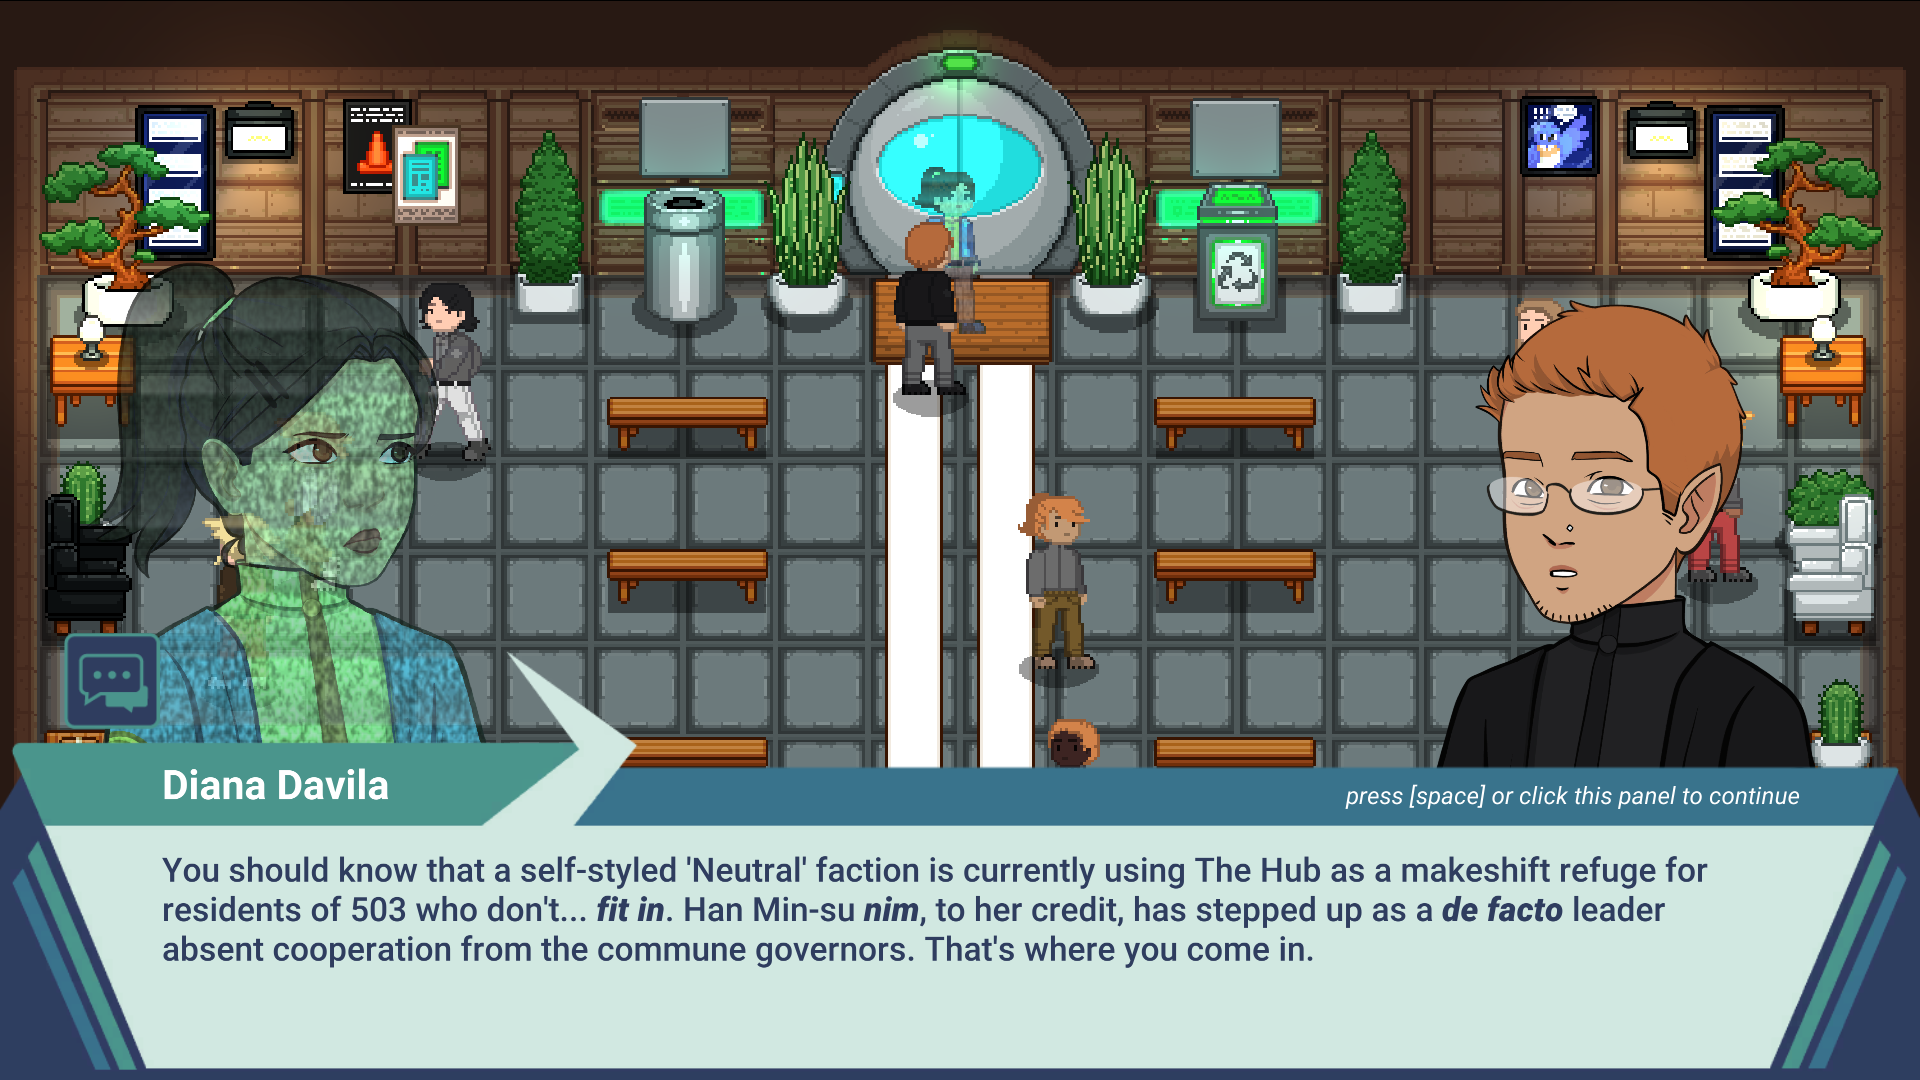 Diana Davila
press [space] or click this panel to continue
You should know that a self-styled 'Neutral' faction is currently using The Hub as a makeshift refuge for
residents of 503 who don't... fit in. Han Min-su nim, to her credit, has stepped up as a de facto leader
absent cooperation from the commune governors. That's where you come in.